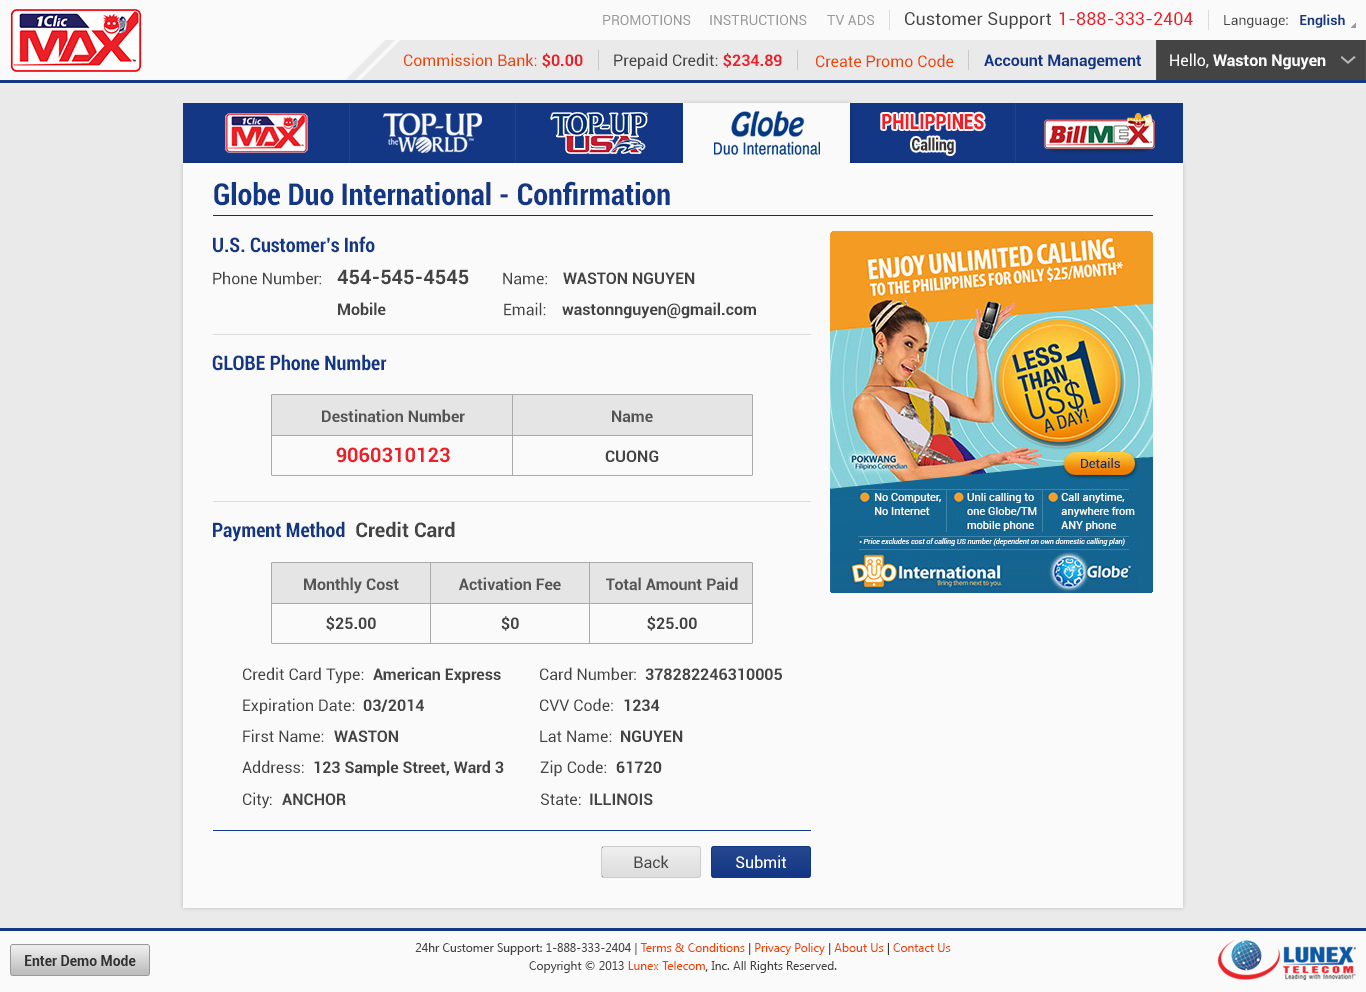 1Clic
MAX
PROMOTIONS INSTRUCTIONS TV ADS Customer Support 1-888-333-2404 Language: English
Commission Bank: $0.00 Prepaid Credit: $234.89 Create Promo Code Account Management Hello, Waston Nguyen
1Clic MAX
TOP-UP the WORLD
TOP-UP USA
Globe Duo International
PHILIPPINES Calling
BillMEX
Globe Duo International - Confirmation
U.S. Customer's Info
Phone Number: 454-545-4545 Name: WASTON NGUYEN
Mobile Email: wastonnguyen@gmail.com
GLOBE Phone Number
Destination Number Name
9060310123 CUONG
Payment Method Credit Card
Monthly Cost Activation Fee Total Amount Paid
$25.00 $0 $25.00
Credit Card Type: American Express Card Number: 378282246310005
Expiration Date: 03/2014 CVV Code: 1234
First Name: WASTON Lat Name: NGUYEN
Address: 123 Sample Street, Ward 3 Zip Code: 61720
City: ANCHOR State: ILLINOIS
Back Submit
ENJOY UNLIMITED CALLING
TO THE PHILIPPINES FOR ONLY $25/MONTH*
LESS
THAN
US$1
A DAY!
POKWANG
Filipino Comedian
Details
No Computer, No Internet
Unli calling to one Globe/TM mobile phone
Call anytime, anywhere from ANY phone
• Price excludes cost of calling US number (dependent on own domestic calling plan)
DUO International
Bring them next to you.
Globe
Enter Demo Mode
24hr Customer Support: 1-888-333-2404 | Terms & Conditions | Privacy Policy | About Us | Contact Us
Copyright © 2013 Lunex Telecom, Inc. All Rights Reserved.
LUNEX
TELECOM
Leading with Innovation!